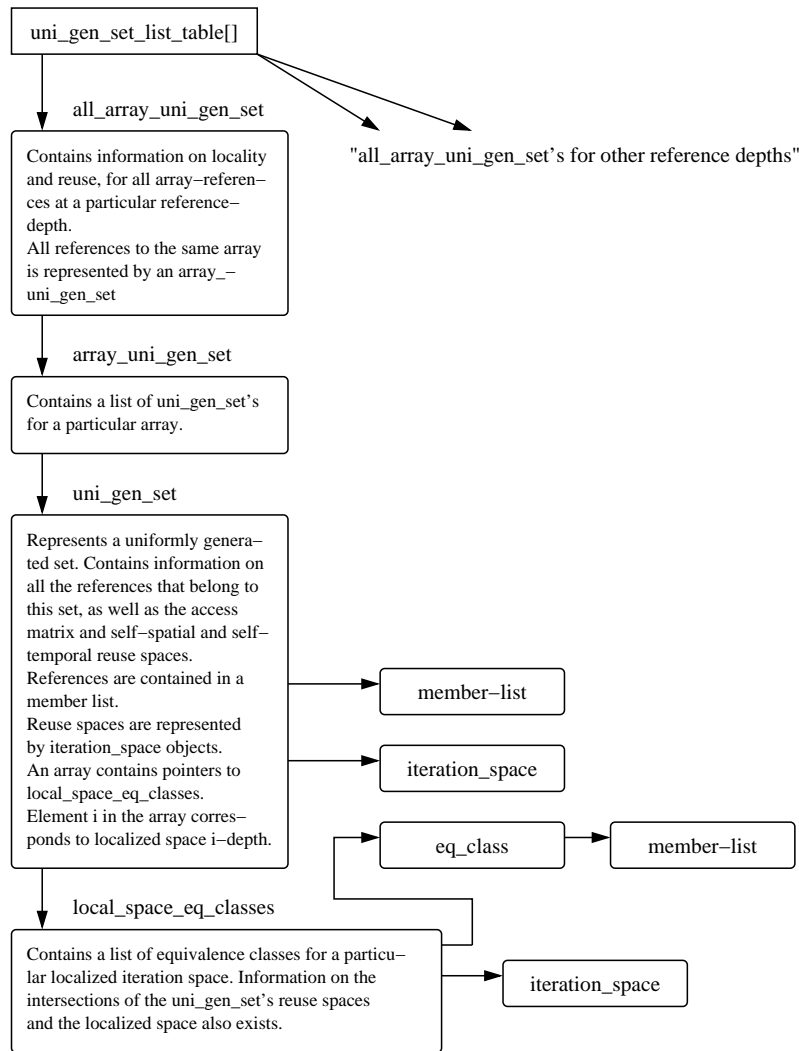 uni_gen_set_list_table[]
all_array_uni_gen_set
"all_array_uni_gen_set's for other reference depths"
Contains information on locality
and reuse, for all array−referen−
ces at a particular reference−
depth.
All references to the same array
is represented by an array_−
uni_gen_set
array_uni_gen_set
Contains a list of uni_gen_set's
for a particular array.
uni_gen_set
Represents a uniformly genera−
ted set. Contains information on
all the references that belong to
this set, as well as the access
matrix and self−spatial and self−
temporal reuse spaces.
References are contained in a
member list.
Reuse spaces are represented
by iteration_space objects.
An array contains pointers to
local_space_eq_classes.
Element i in the array corres−
ponds to localized space i−depth.
member−list
iteration_space
eq_class
member−list
local_space_eq_classes
Contains a list of equivalence classes for a particu−
lar localized iteration space. Information on the
intersections of the uni_gen_set's reuse spaces
and the localized space also exists.
iteration_space